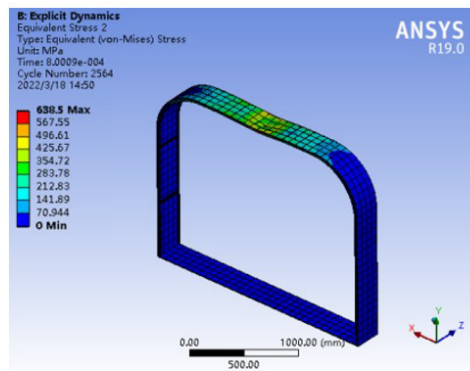 B: Explicit Dynamics
Equivalent Stress 2
Type: Equivalent (von-Mises) Stress
Unit: MPa
Time: 8.0009e-004
Cycle Number: 2564
2022/3/18 14:50
ANSYS
R19.0
638.5 Max
567.55
496.61
425.67
354.72
283.78
212.83
141.89
70.944
0 Min
0.00
1000.00 (mm)
500.00
Y
X
Z